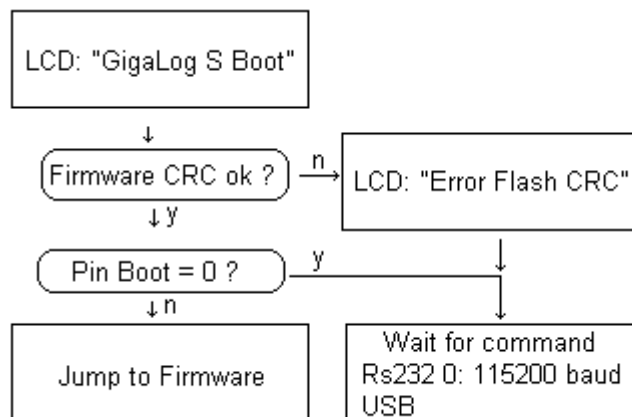 LCD: "GigaLog S Boot"
Firmware CRC ok ?
n
LCD: "Error Flash CRC"
y
Pin Boot = 0 ?
y
n
Jump to Firmware
Wait for command
Rs232 0: 115200 baud
USB